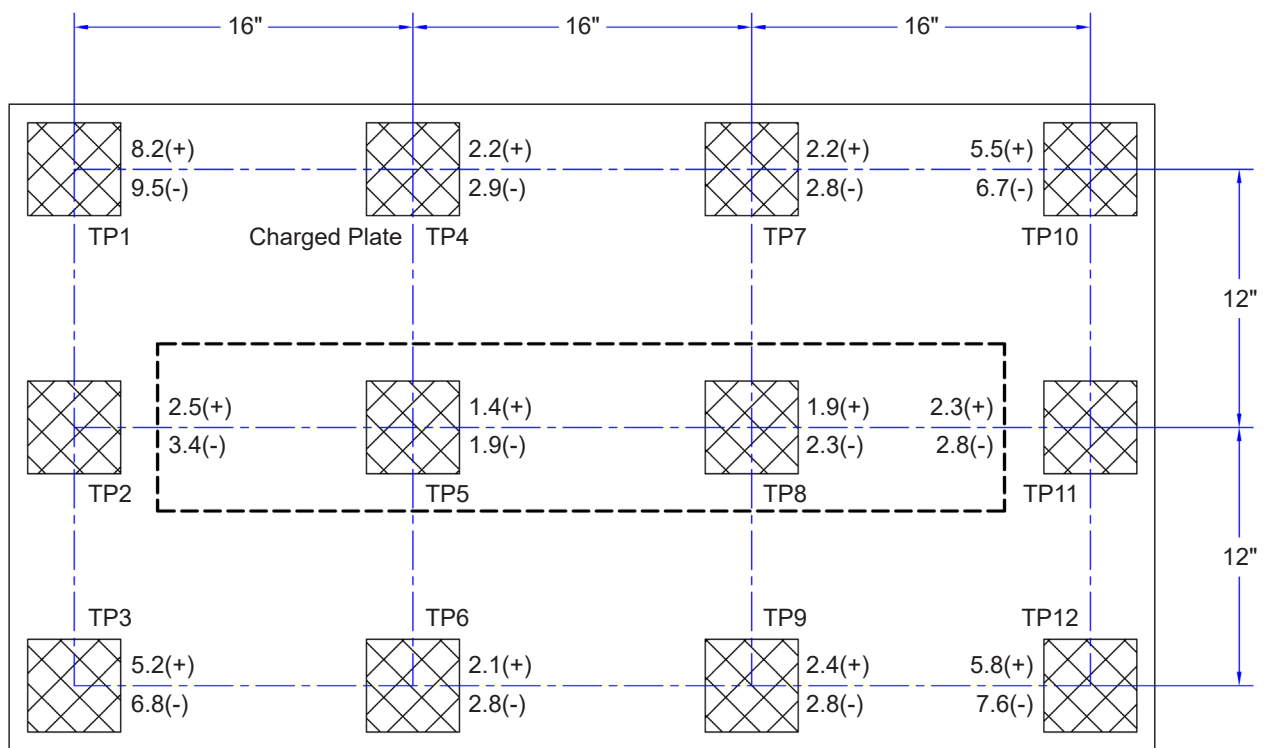 16" 16" 16"
8.2(+) 2.2(+) 2.2(+) 5.5(+)
9.5(-) 2.9(-) 2.8(-) 6.7(-)
TP1 Charged Plate TP4 TP7 TP10
12"
2.5(+) 1.4(+) 1.9(+) 2.3(+)
3.4(-) 1.9(-) 2.3(-) 2.8(-)
TP2 TP5 TP8 TP11
12"
TP3 TP6 TP9 TP12
5.2(+) 2.1(+) 2.4(+) 5.8(+)
6.8(-) 2.8(-) 2.8(-) 7.6(-)